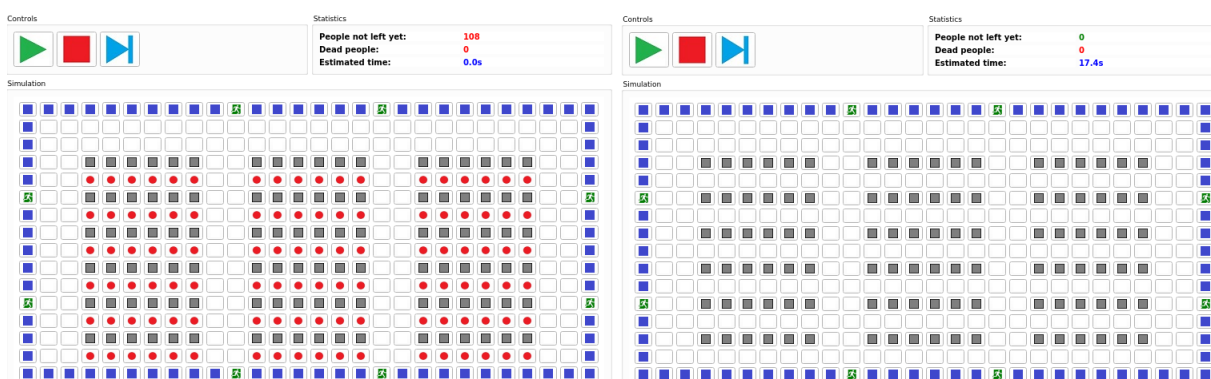 Controls
Statistics
People not left yet: 108
Dead people: 0
Estimated time: 0.0s
Simulation
Controls
Statistics
People not left yet: 0
Dead people: 0
Estimated time: 17.4s
Simulation